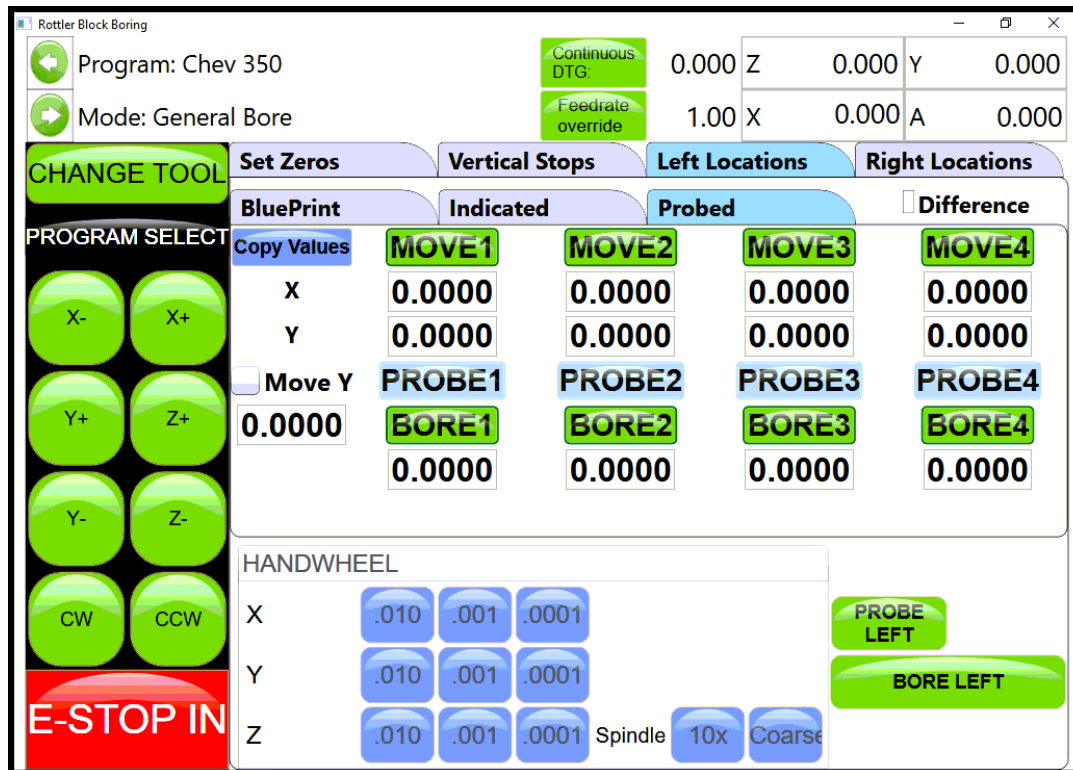 Rottler Block Boring
Program: Chev 350
Continuous DTG: 0.000 Z 0.000 Y 0.000
Mode: General Bore
Feedrate override 1.00 X 0.000 A 0.000
CHANGE TOOL
Set Zeros Vertical Stops Left Locations Right Locations
BluePrint Indicated Probed Difference
PROGRAM SELECT
Copy Values MOVE1 MOVE2 MOVE3 MOVE4
X- X+
X 0.0000 0.0000 0.0000 0.0000
Y 0.0000 0.0000 0.0000 0.0000
Move Y PROBE1 PROBE2 PROBE3 PROBE4
Y+ Z+
0.0000 BORE1 BORE2 BORE3 BORE4
0.0000 0.0000 0.0000 0.0000
Y- Z-
HANDWHEEL
CW CCW
X .010 .001 .0001
PROBE
LEFT
Y .010 .001 .0001
BORE LEFT
E-STOP IN
Z .010 .001 .0001 Spindle 10x Coarse